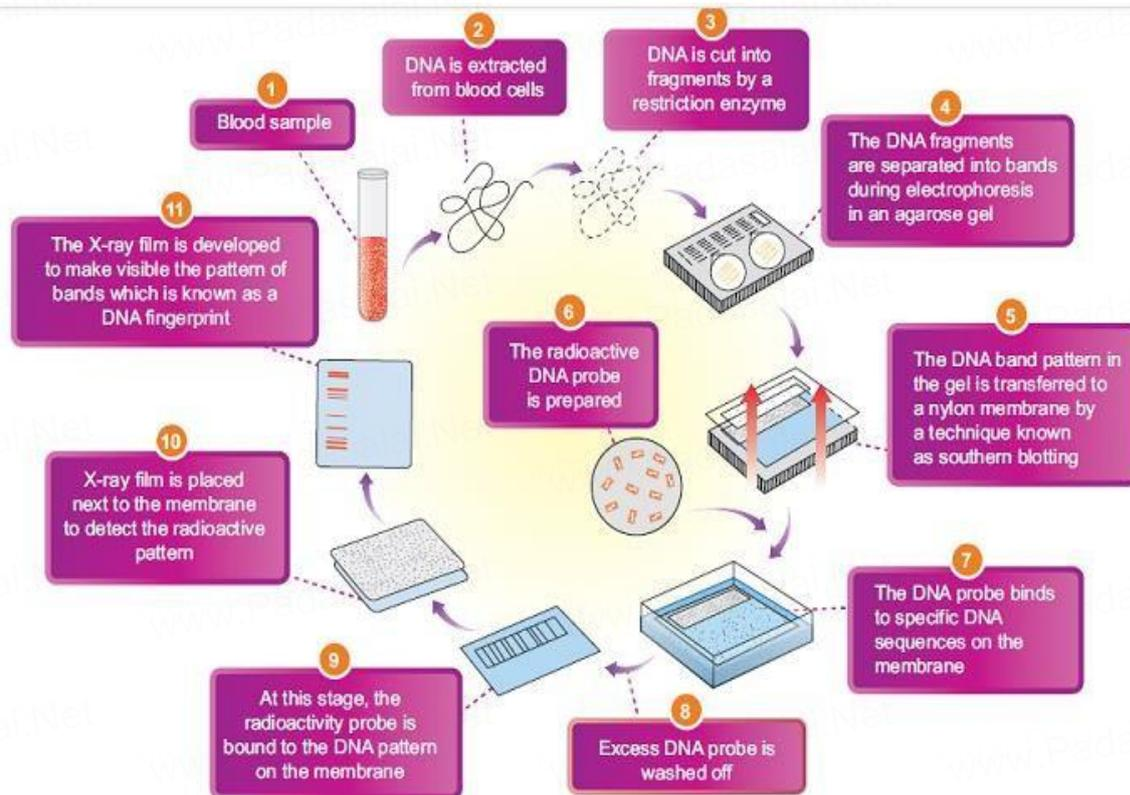 1
Blood sample
2
DNA is extracted
from blood cells
3
DNA is cut into
fragments by a
restriction enzyme
4
The DNA fragments
are separated into bands
during electrophoresis
in an agarose gel
5
The DNA band pattern in
the gel is transferred to
a nylon membrane by
a technique known
as southern blotting
6
The radioactive
DNA probe
is prepared
7
The DNA probe binds
to specific DNA
sequences on the
membrane
8
Excess DNA probe is
washed off
9
At this stage, the
radioactivity probe is
bound to the DNA pattern
on the membrane
10
X-ray film is placed
next to the membrane
to detect the radioactive
pattern
11
The X-ray film is developed
to make visible the pattern of
bands which is known as a
DNA fingerprint
www.Padasalai.Net